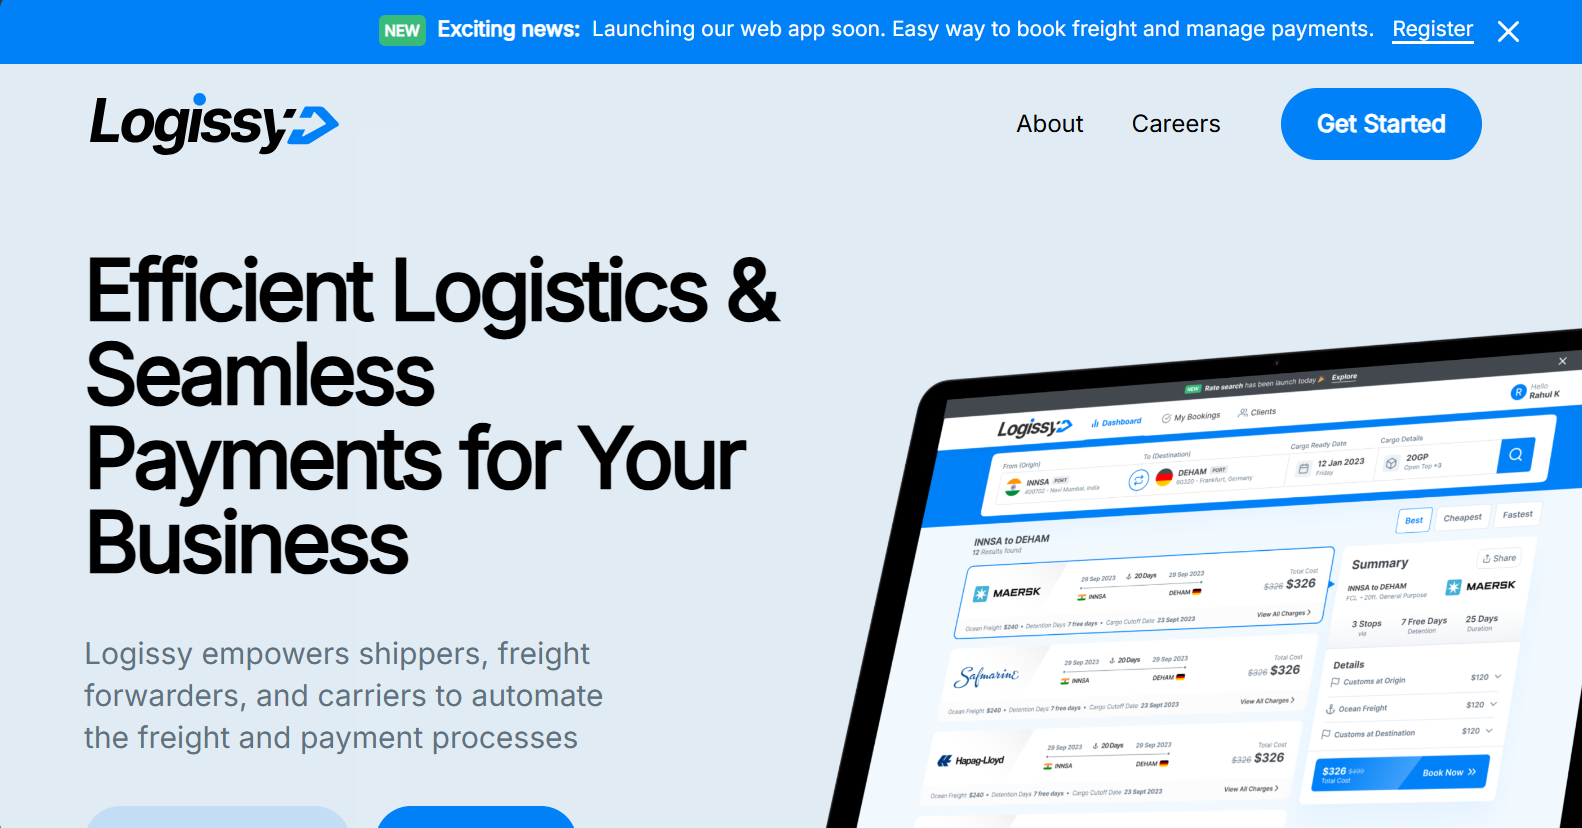 NEW Exciting news: Launching our web app soon. Easy way to book freight and manage payments. Register
Logissy
About Careers Get Started
Efficient Logistics &
Seamless
Payments for Your
Business
Logissy empowers shippers, freight
forwarders, and carriers to automate
the freight and payment processes
NEW Rate search has been launch today Explore
Logissy Dashboard My Bookings Clients
R Hello
Rahul K
From (Origin) To (Destination) Cargo Ready Date Cargo Details
INNSA PORT DEHAM PORT 12 Jan 2023 20GP
400702 - Navi Mumbai, India 60320 - Frankfurt, Germany Friday Open Top +3
Best Cheapest Fastest
INNSA to DEHAM
12 Results found
MAERSK
29 Sep 2023 20 Days 29 Sep 2023
INNSA DEHAM
Total Cost
$326 $326
Ocean Freight $240 • Detention Days 7 free days • Cargo Cutoff Date 23 Sept 2023 View All Charges
Safmarine
29 Sep 2023 20 Days 29 Sep 2023
INNSA DEHAM
Total Cost
$326 $326
Ocean Freight $240 • Detention Days 7 free days • Cargo Cutoff Date 23 Sept 2023 View All Charges
Hapag-Lloyd
29 Sep 2023 20 Days 29 Sep 2023
INNSA DEHAM
Total Cost
$326 $326
Ocean Freight $240 • Detention Days 7 free days • Cargo Cutoff Date 23 Sept 2023 View All Charges
Summary Share
INNSA to DEHAM MAERSK
FCL • 20ft. General Purpose
3 Stops 7 Free Days 25 Days
via Detention Duration
Details
Customs at Origin $120
Ocean Freight $120
Customs at Destination $120
$326 Book Now
Total Cost